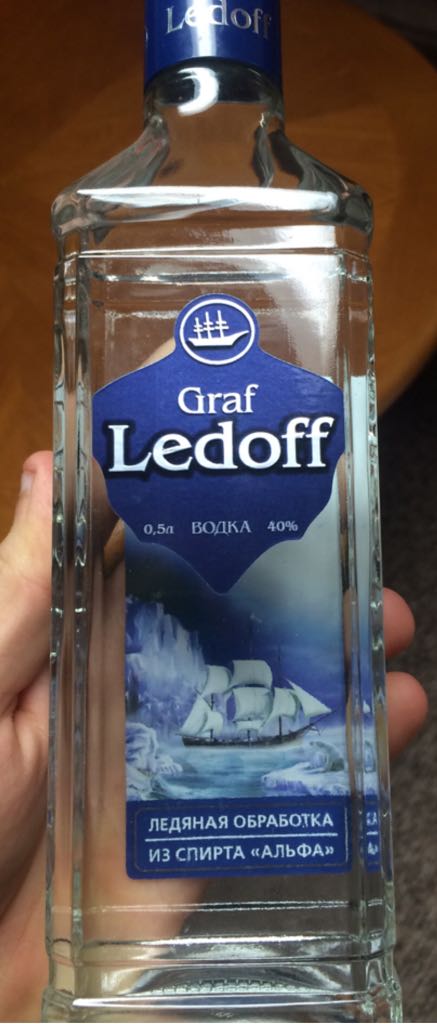 Ledoff
Graf
Ledoff
0,5л ВОДКА 40%
ЛЕДЯНАЯ ОБРАБОТКА
ИЗ СПИРТА «АЛЬФА»